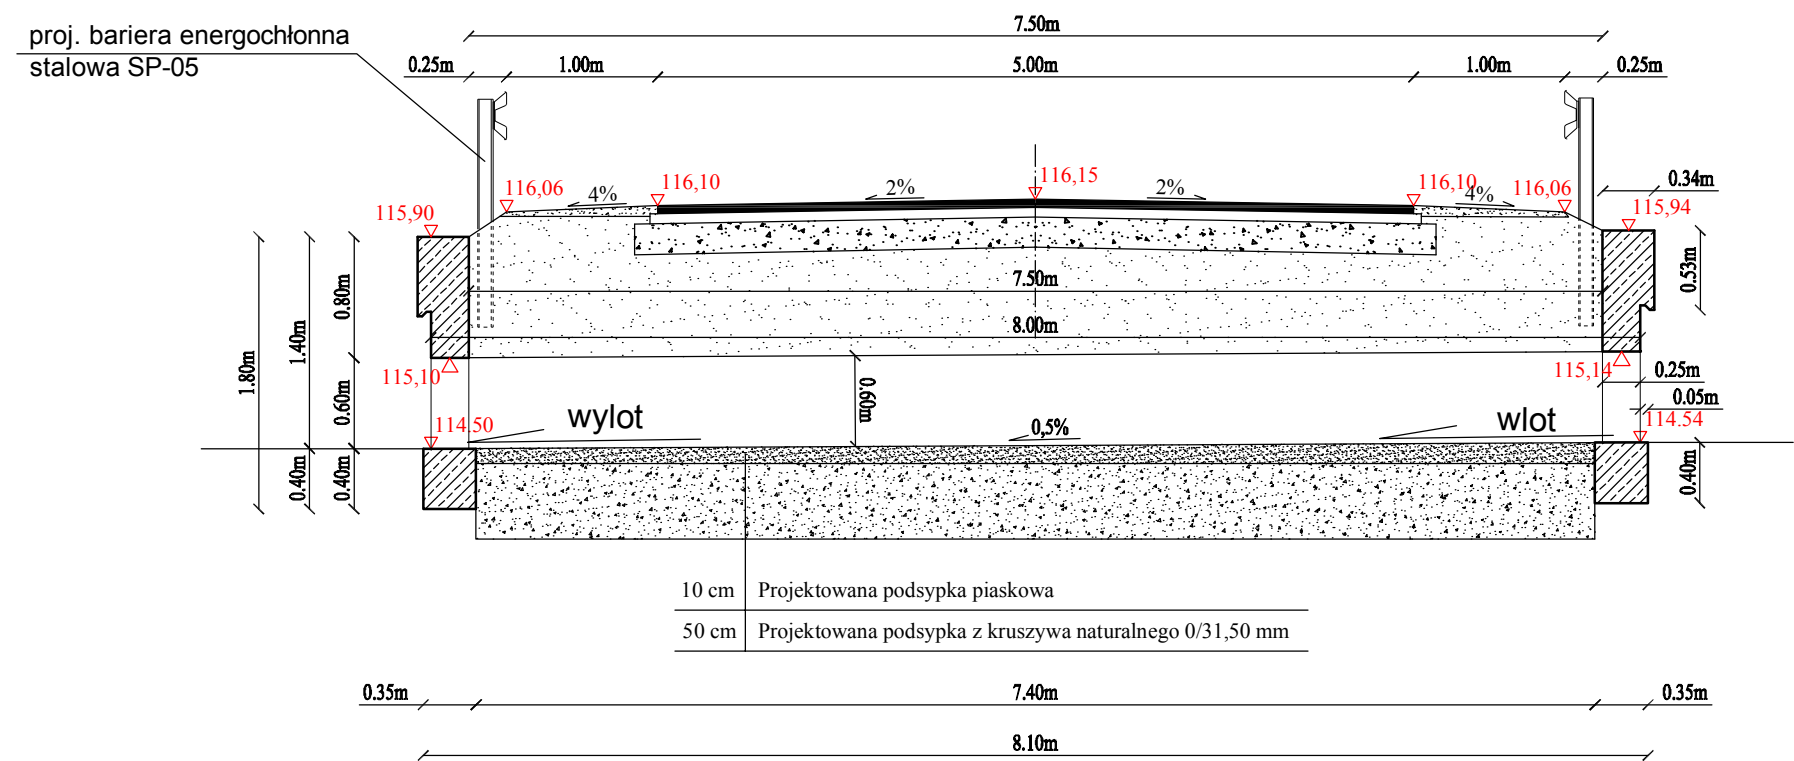 7.50m
proj. bariera energochłonna
stalowa SP-05
0.25m
1.00m
5.00m
1.00m
0.25m
116,06
4%
116,10
2%
116,15
2%
116,10
4%
116,06
0.34m
115,90
115,94
0.80m
1.40m
1.80m
0.53m
7.50m
8.00m
115,10
0.60m
0.60m
115,14
0.25m
0.05m
114.50
wylot
0,5%
wlot
114.54
0.40m
0.40m
0.40m
10 cm Projektowana podsypka piaskowa
50 cm Projektowana podsypka z kruszywa naturalnego 0/31,50 mm
0.35m
7.40m
0.35m
8.10m